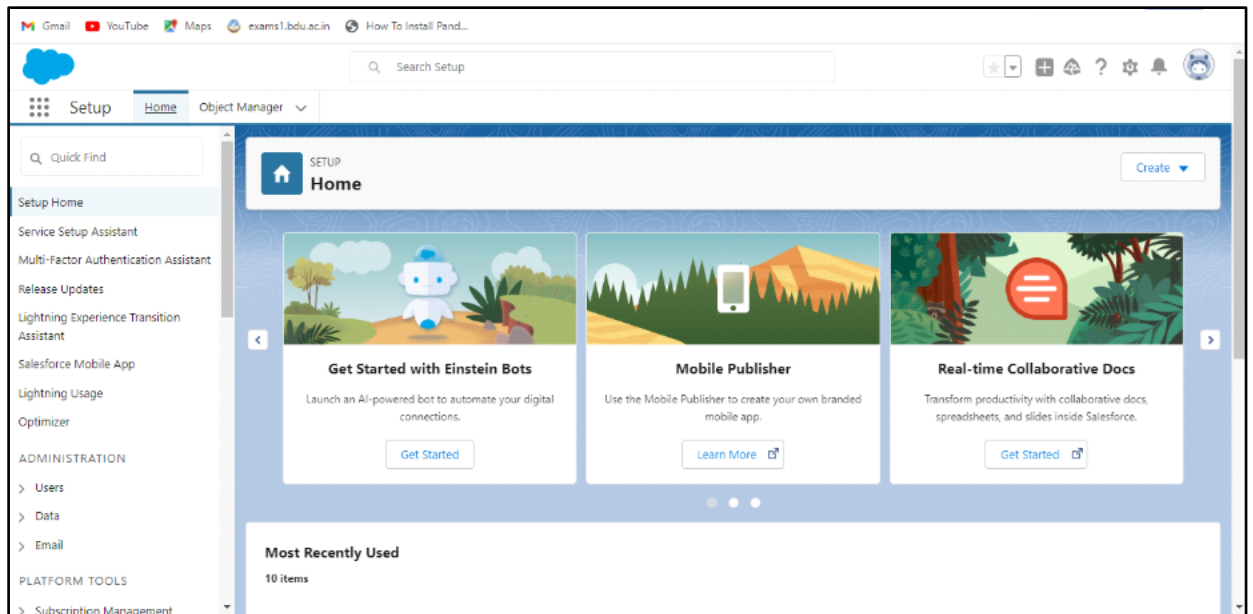 Gmail YouTube Maps exams1.bdu.ac.in How To Install Pand...
Search Setup
Setup Home Object Manager
Quick Find
Setup Home
Service Setup Assistant
Multi-Factor Authentication Assistant
Release Updates
Lightning Experience Transition
Assistant
Salesforce Mobile App
Lightning Usage
Optimizer
ADMINISTRATION
Users
Data
Email
PLATFORM TOOLS
Subscription Management
SETUP
Home
Create
Get Started with Einstein Bots
Launch an AI-powered bot to automate your digital
connections.
Get Started
Mobile Publisher
Use the Mobile Publisher to create your own branded
mobile app.
Learn More
Real-time Collaborative Docs
Transform productivity with collaborative docs,
spreadsheets, and slides inside Salesforce.
Get Started
Most Recently Used
10 items